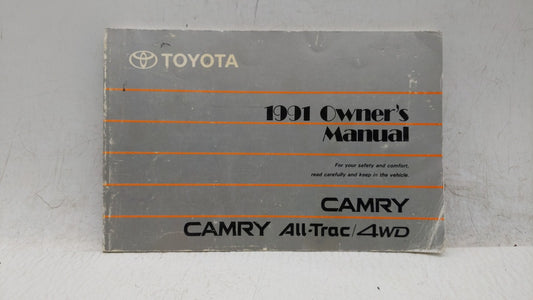 TOYOTA
1991 Owner's
Manual
For your safety and comfort,
read carefully and keep in the vehicle.
CAMRY
CAMRY All-Trac/4WD